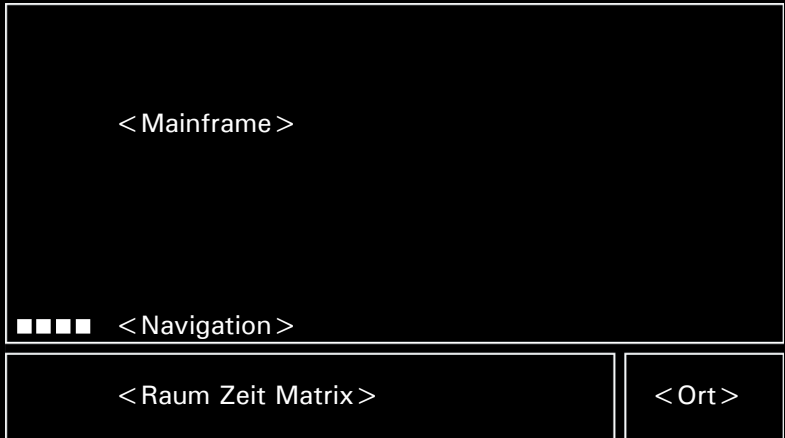 <Mainframe>
<Navigation>
<Raum Zeit Matrix>
<Ort>